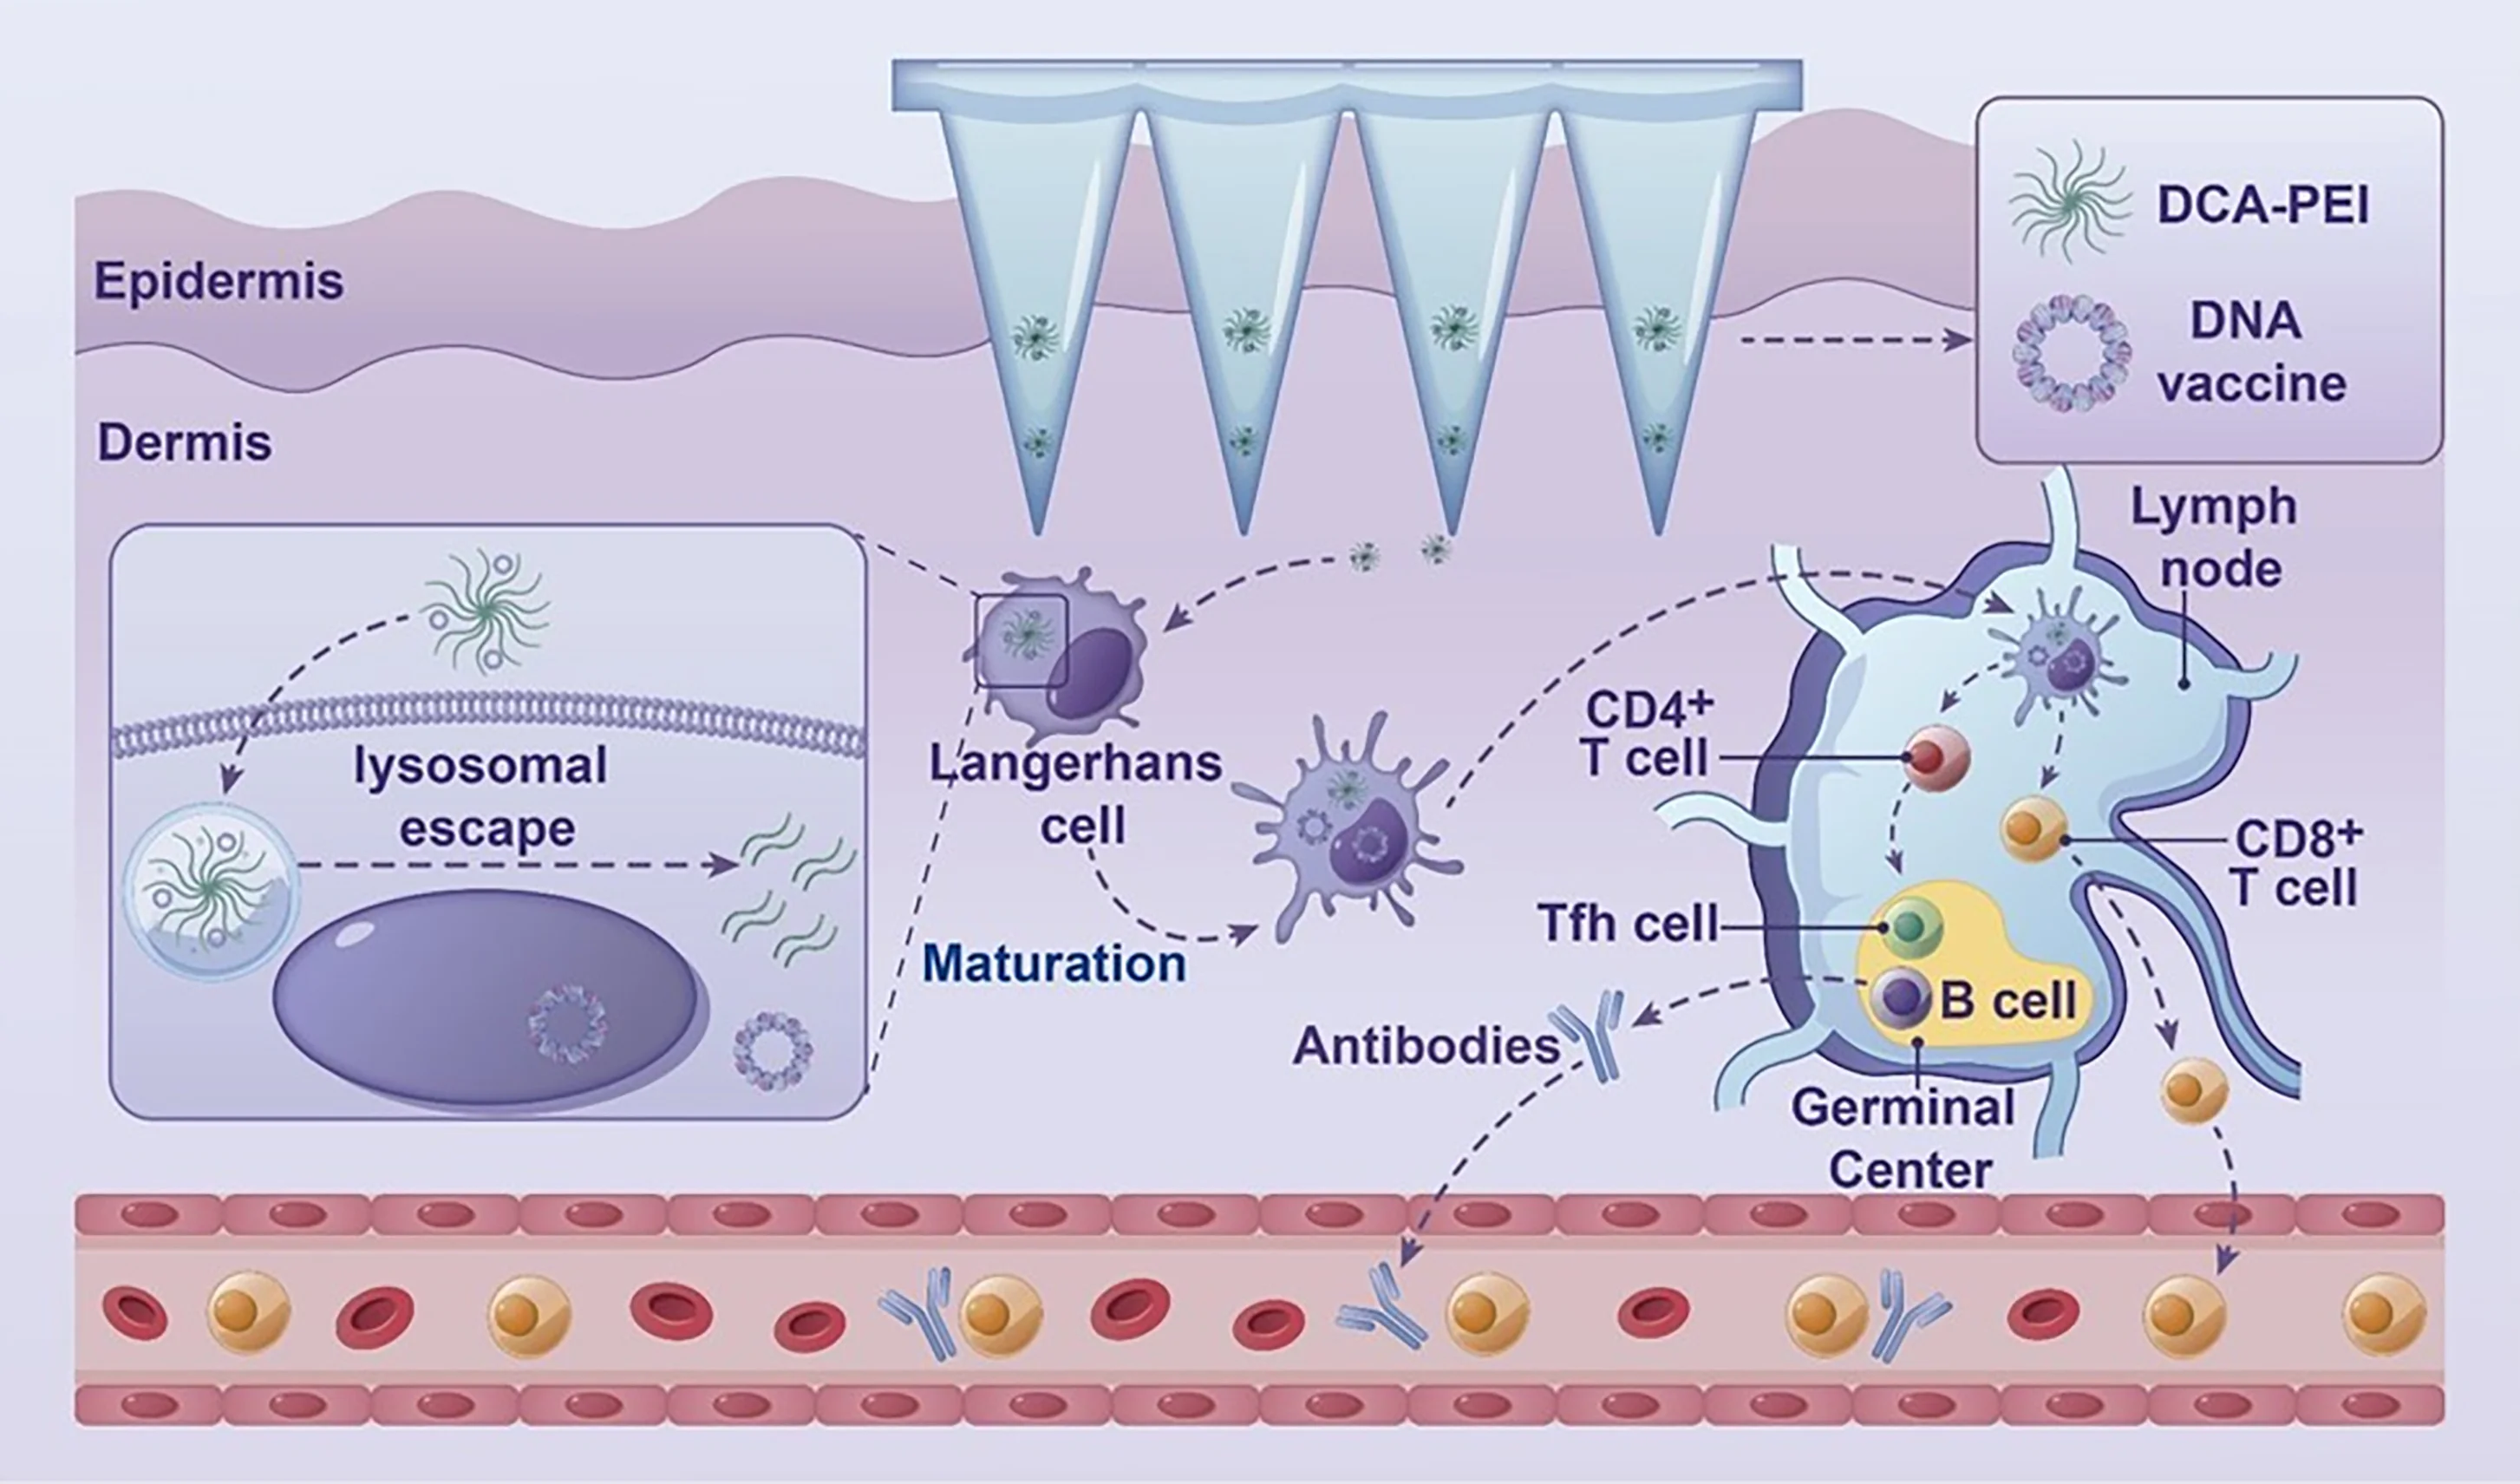 DCA-PEI
DNA
vaccine
Epidermis
Dermis
Lymph
node
lysosomal
escape
Langerhans
cell
Maturation
CD4+
T cell
CD8+
T cell
Tfh cell
B cell
Antibodies
Germinal
Center